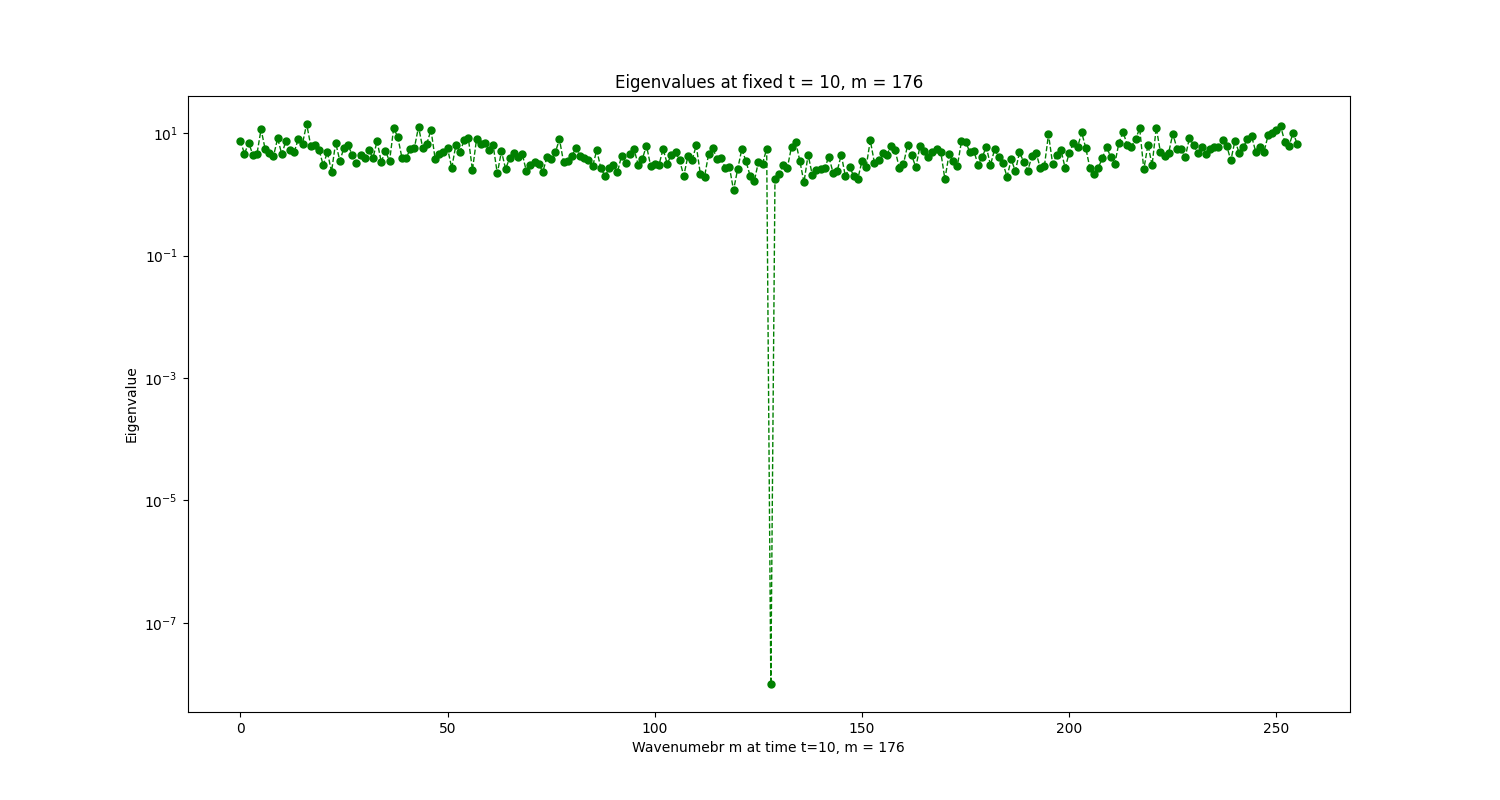 Eigenvalues at fixed t = 10, m = 176
10^1
10^-1
10^-3
10^-5
10^-7
Eigenvalue
0 50 100 150 200 250
Wavenumebr m at time t=10, m = 176